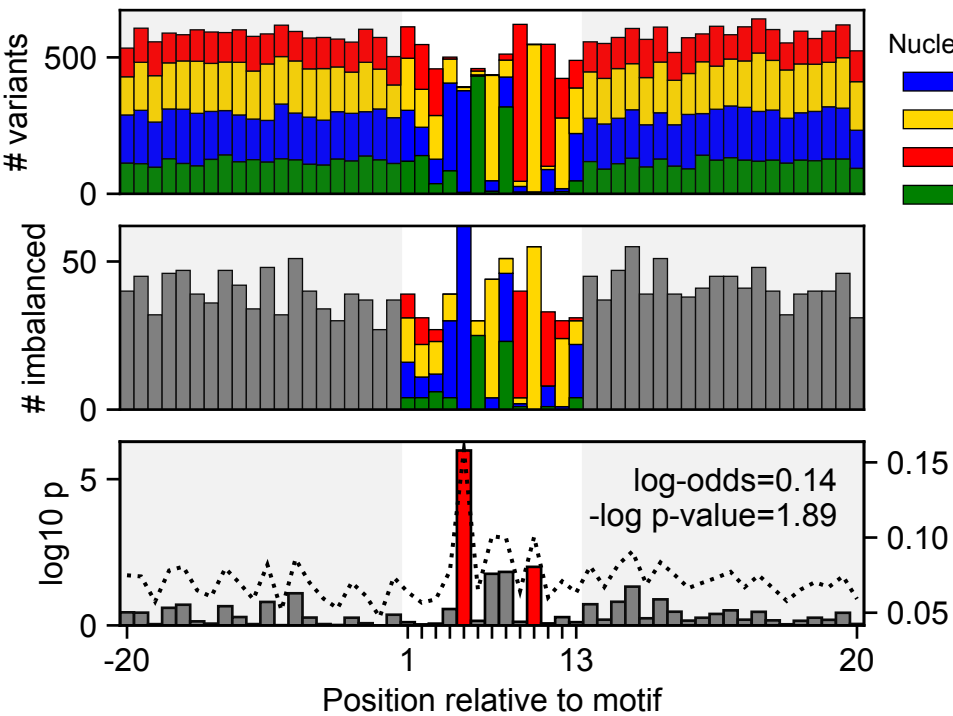 # variants
500
0
Nucle
# imbalanced
50
0
log10 p
5
0
log-odds=0.14
-log p-value=1.89
0.15
0.10
0.05
-20
1
13
20
Position relative to motif